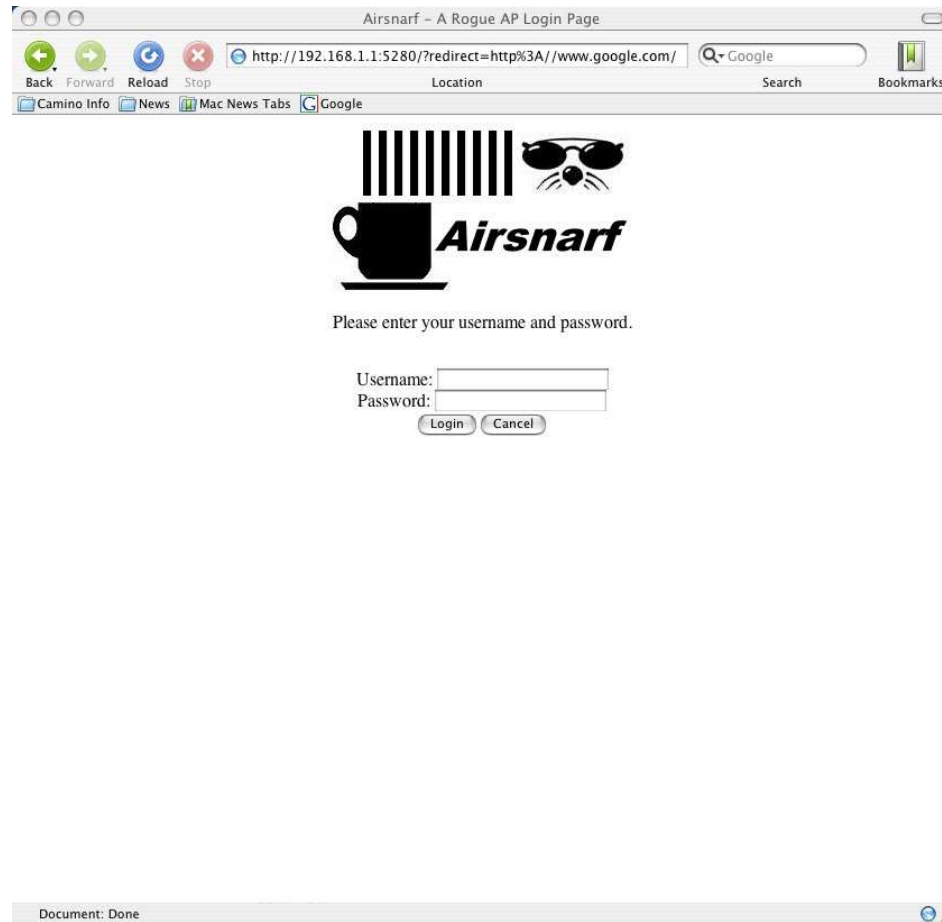 Airsnarf - A Rogue AP Login Page
http://192.168.1.1:5280/?redirect=http%3A//www.google.com/
Google
Back Forward Reload Stop Location Search Bookmarks
Camino Info News Mac News Tabs G Google
Airsnarf
Please enter your username and password.
Username:
Password:
Login Cancel
Document: Done